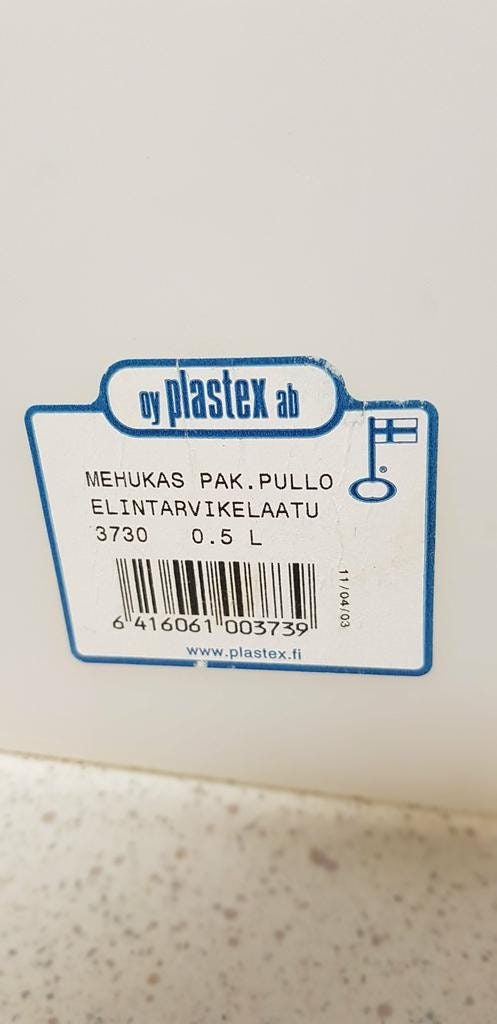 oy plastex ab
®
MEHUKAS PAK.PULLO
ELINTARVIKELAATU
3730 0.5 L
11/04/03
6 416061 003739
www.plastex.fi